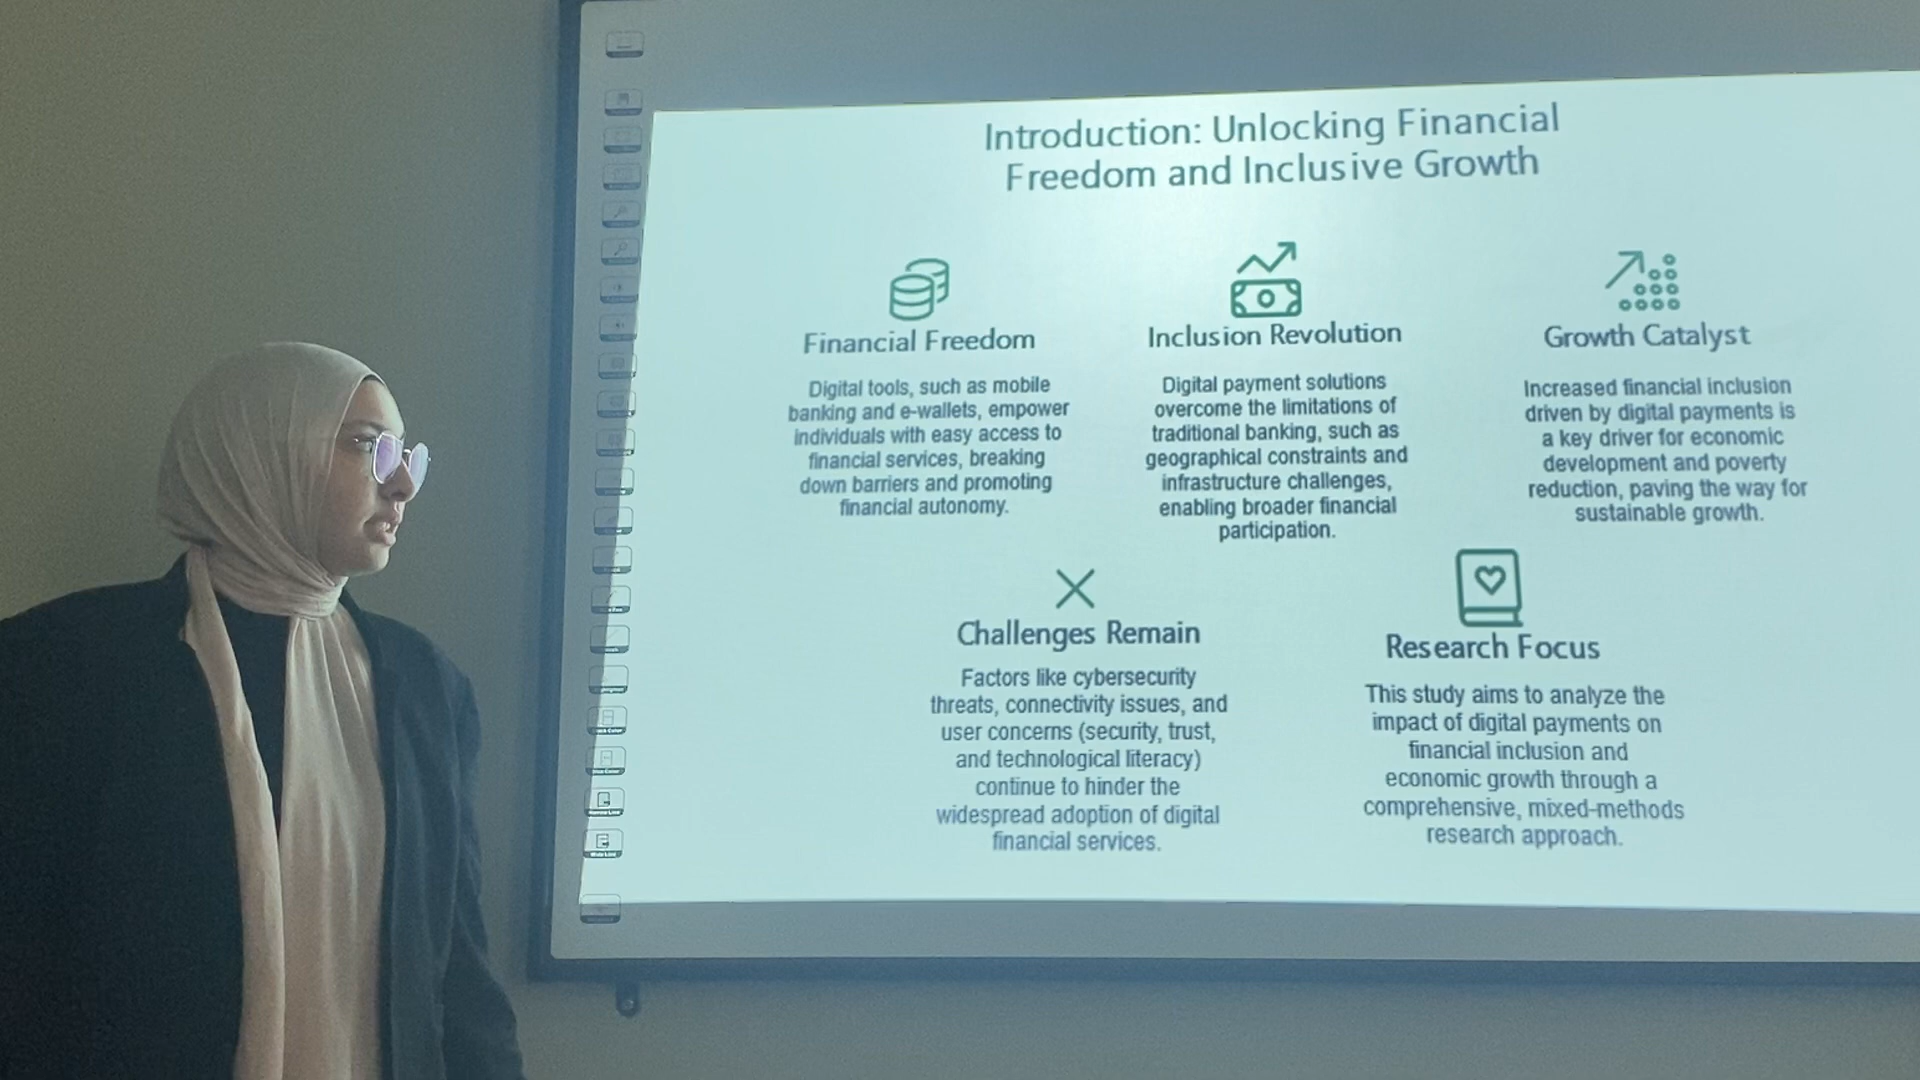 Introduction: Unlocking Financial
Freedom and Inclusive Growth
Financial Freedom
Digital tools, such as mobile
banking and e-wallets, empower
individuals with easy access to
financial services, breaking
down barriers and promoting
financial autonomy.
Inclusion Revolution
Digital payment solutions
overcome the limitations of
traditional banking, such as
geographical constraints and
infrastructure challenges,
enabling broader financial
participation.
Growth Catalyst
Increased financial inclusion
driven by digital payments is
a key driver for economic
development and poverty
reduction, paving the way for
sustainable growth.
Challenges Remain
Factors like cybersecurity
threats, connectivity issues, and
user concerns (security, trust,
and technological literacy)
continue to hinder the
widespread adoption of digital
financial services.
Research Focus
This study aims to analyze the
impact of digital payments on
financial inclusion and
economic growth through a
comprehensive, mixed-methods
research approach.